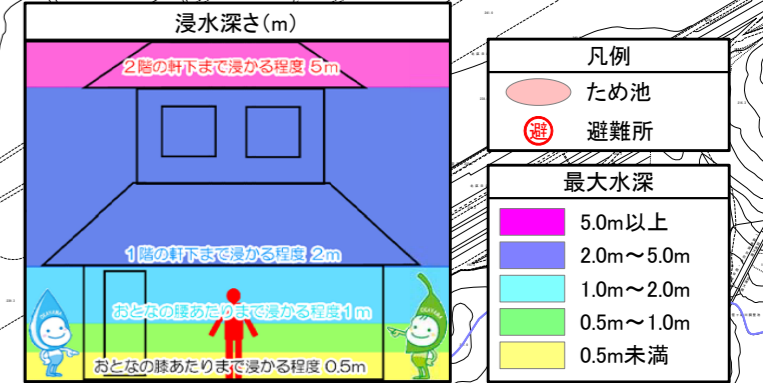 浸水深さ(m)
2階の軒下まで浸かる程度 5m
1階の軒下まで浸かる程度 2m
おとなの腰あたりまで浸かる程度1m
おとなの膝あたりまで浸かる程度 0.5m
凡例
ため池
避 避難所
最大水深
5.0m以上
2.0m～5.0m
1.0m～2.0m
0.5m～1.0m
0.5m未満